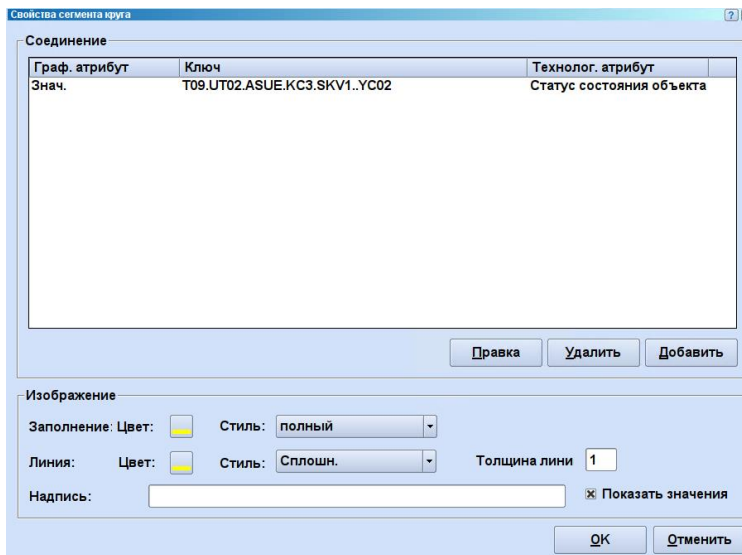 Свойства сегмента круга
Соединение
Граф. атрибут Ключ Технолог. атрибут
Знач. T09.UT02.ASUE.KC3.SKV1..YC02 Статус состояния объекта
Правка Удалить Добавить
Изображение
Заполнение: Цвет: Стиль: полный
Линия: Цвет: Стиль: Сплошн. Толщина лини 1
Надпись: Показать значения
OK Отменить